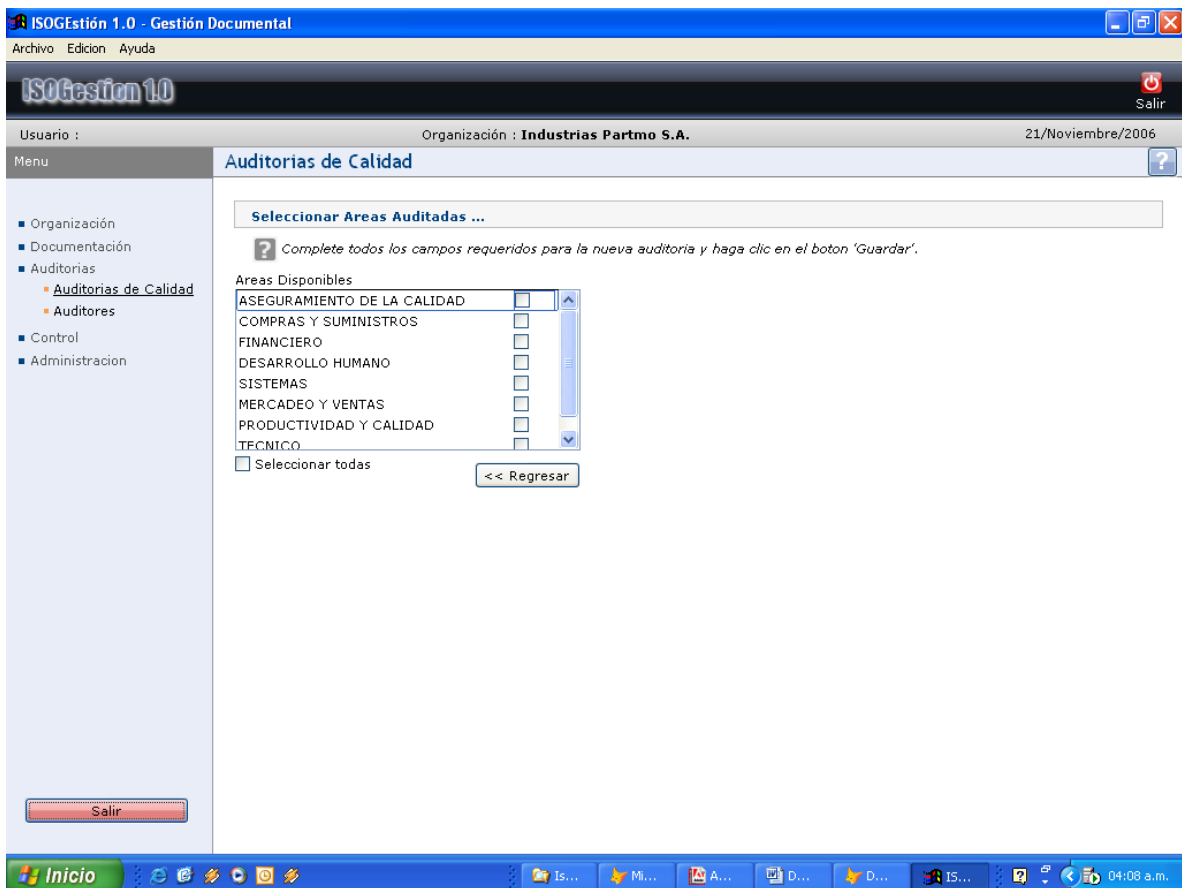 ISOGEstión 1.0 - Gestión Documental
Archivo Edicion Ayuda
ISOGestion 1.0
Salir
Usuario :
Organización : Industrias Partmo S.A.
21/Noviembre/2006
Menu
Auditorias de Calidad
?
Organización
Documentación
Auditorias
Auditorias de Calidad
Auditores
Control
Administracion
Seleccionar Areas Auditadas ...
? Complete todos los campos requeridos para la nueva auditoria y haga clic en el boton 'Guardar'.
Areas Disponibles
ASEGURAMIENTO DE LA CALIDAD
COMPRAS Y SUMINISTROS
FINANCIERO
DESARROLLO HUMANO
SISTEMAS
MERCADEO Y VENTAS
PRODUCTIVIDAD Y CALIDAD
TECNICO
Seleccionar todas
<< Regresar
Salir
Inicio
Is...
Mi...
A...
D...
D...
IS...
04:08 a.m.